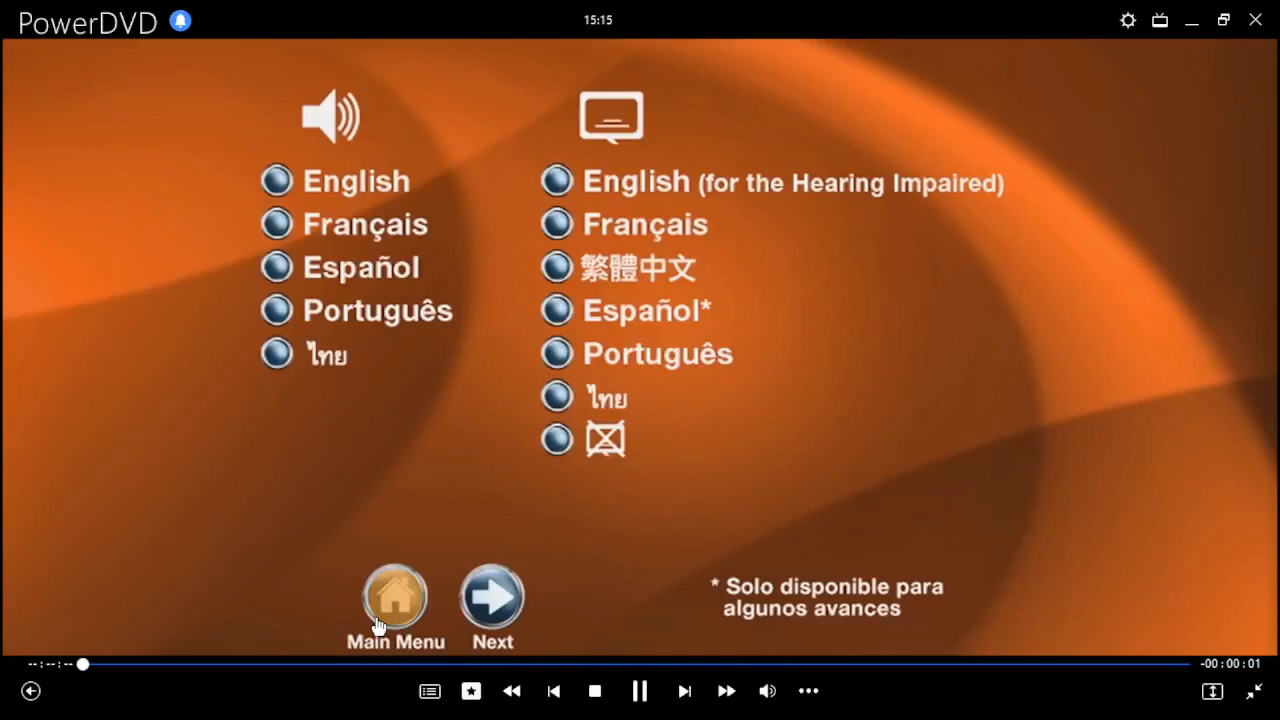 PowerDVD
15:15
English
Français
Español
Português
ไทย
English (for the Hearing Impaired)
Français
繁體中文
Español*
Português
ไทย
Main Menu
Next
* Solo disponible para
algunos avances
--:--:--
-00:00:01